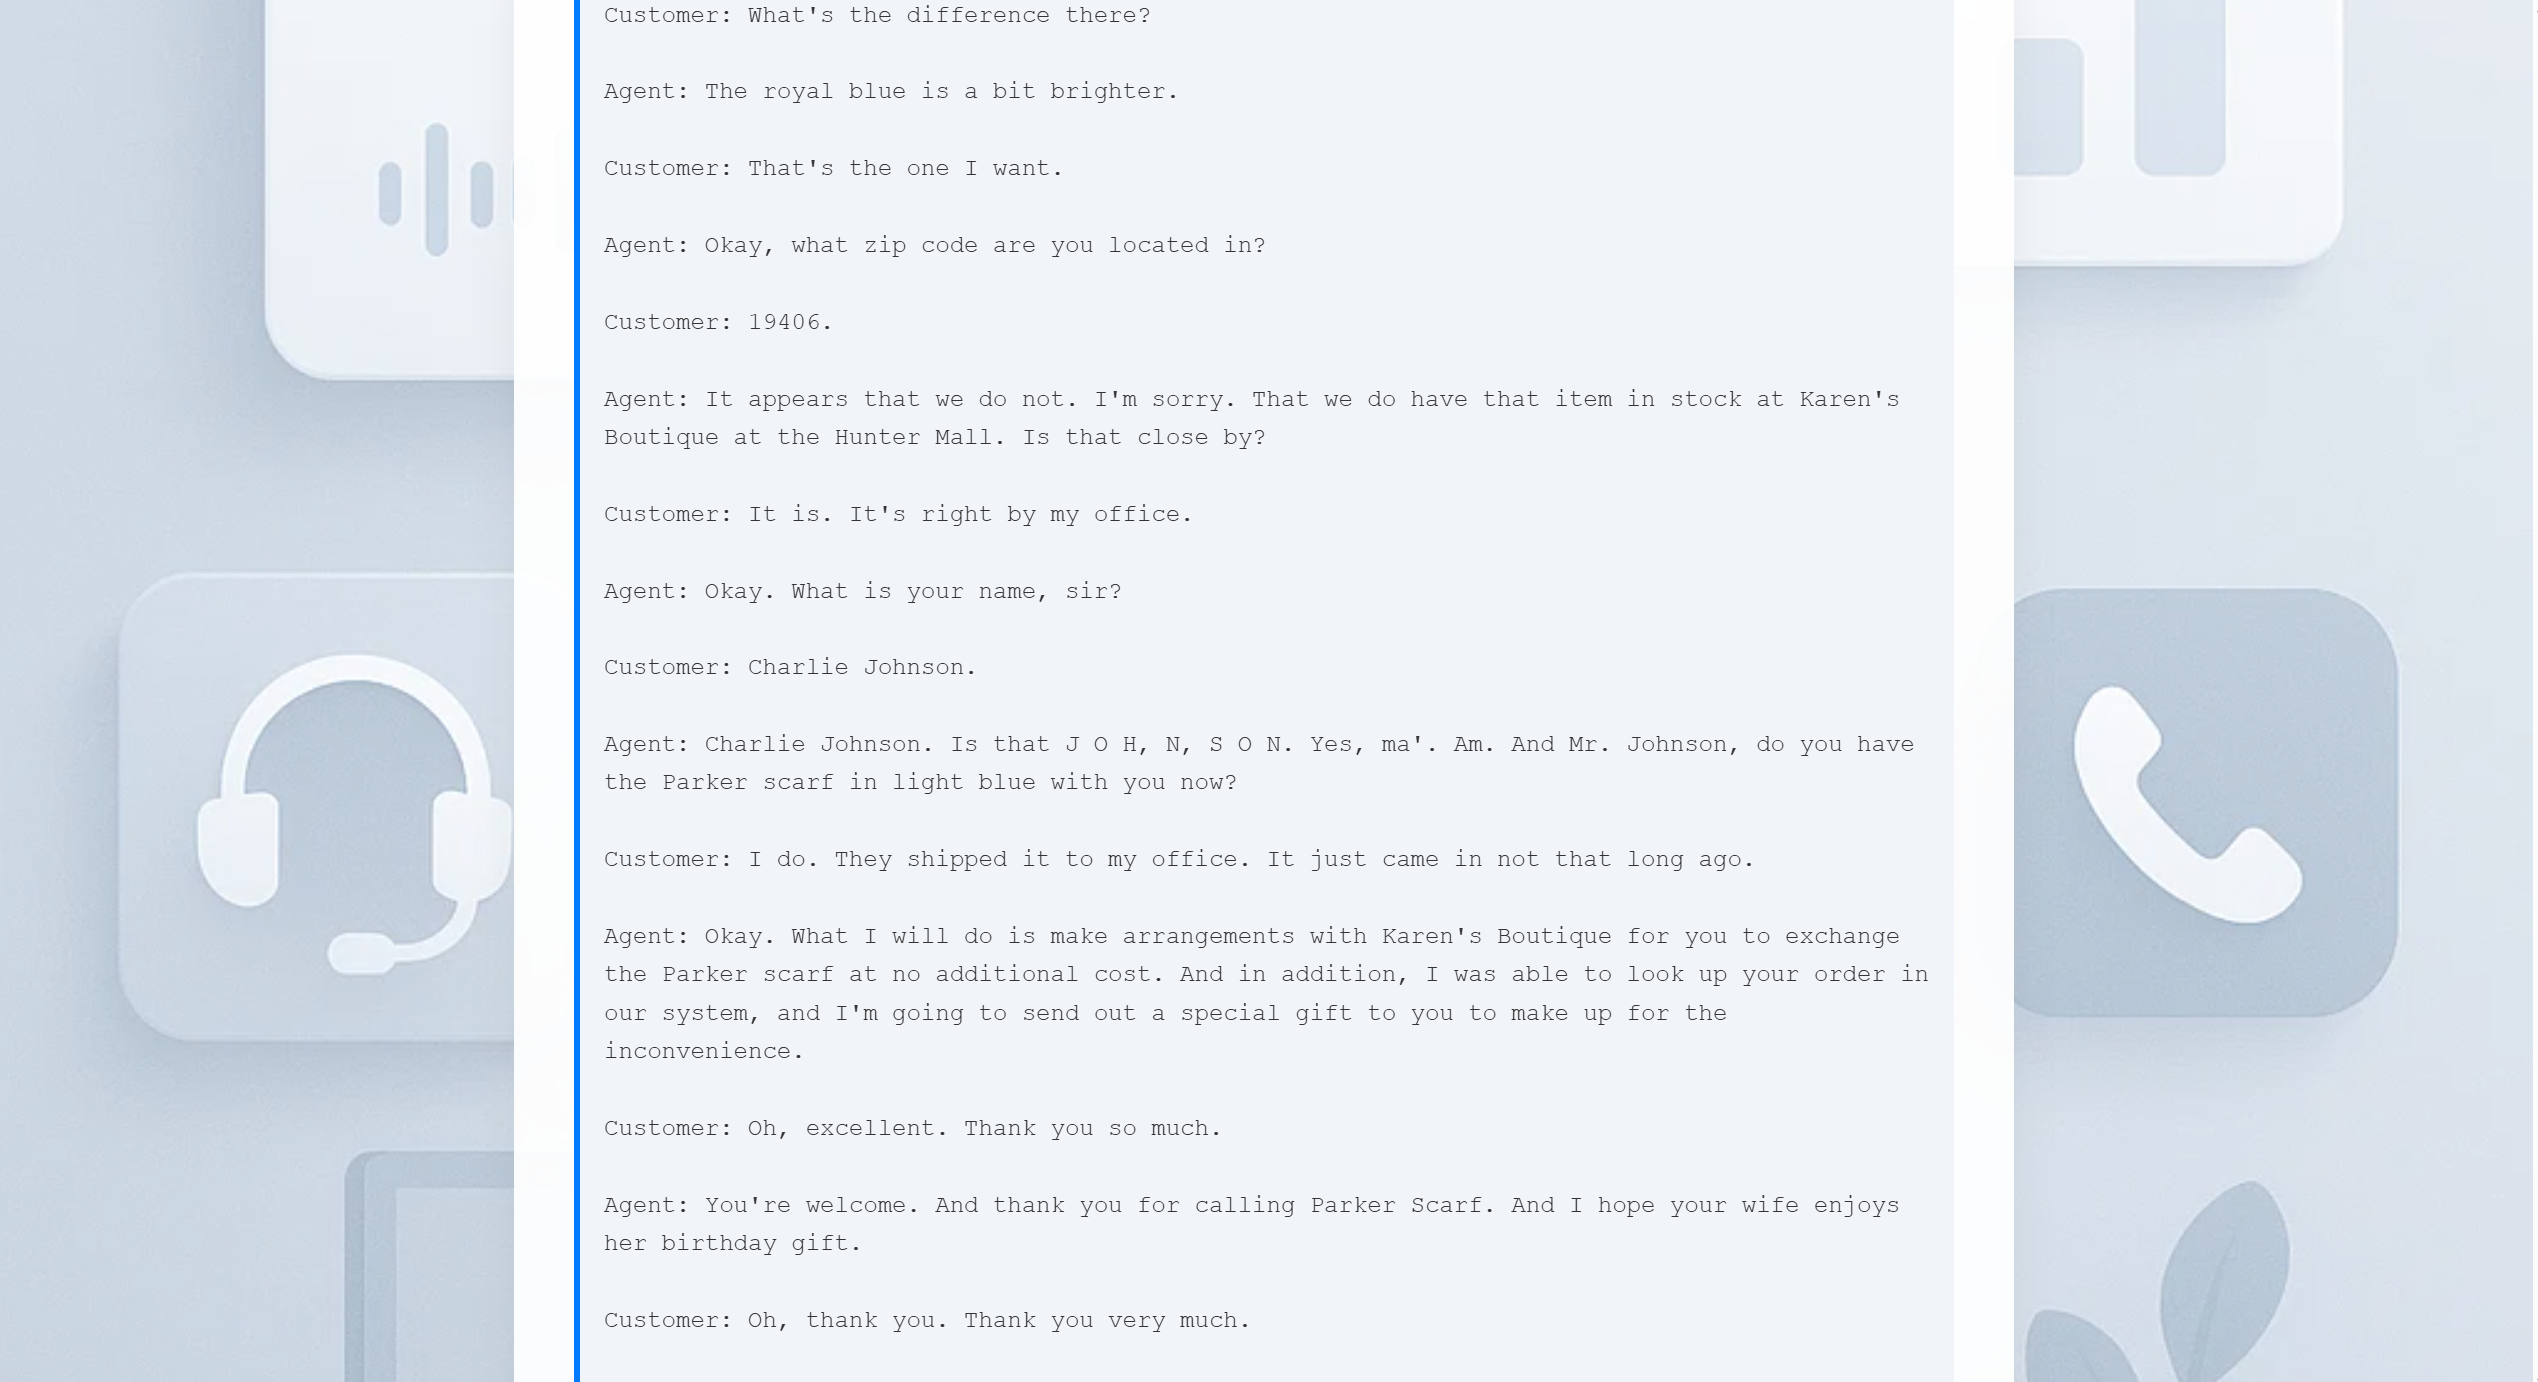 Customer: What's the difference there?
Agent: The royal blue is a bit brighter.
Customer: That's the one I want.
Agent: Okay, what zip code are you located in?
Customer: 19406.
Agent: It appears that we do not. I'm sorry. That we do have that item in stock at Karen's
Boutique at the Hunter Mall. Is that close by?
Customer: It is. It's right by my office.
Agent: Okay. What is your name, sir?
Customer: Charlie Johnson.
Agent: Charlie Johnson. Is that J O H, N, S O N. Yes, ma'. Am. And Mr. Johnson, do you have
the Parker scarf in light blue with you now?
Customer: I do. They shipped it to my office. It just came in not that long ago.
Agent: Okay. What I will do is make arrangements with Karen's Boutique for you to exchange
the Parker scarf at no additional cost. And in addition, I was able to look up your order in
our system, and I'm going to send out a special gift to you to make up for the
inconvenience.
Customer: Oh, excellent. Thank you so much.
Agent: You're welcome. And thank you for calling Parker Scarf. And I hope your wife enjoys
her birthday gift.
Customer: Oh, thank you. Thank you very much.